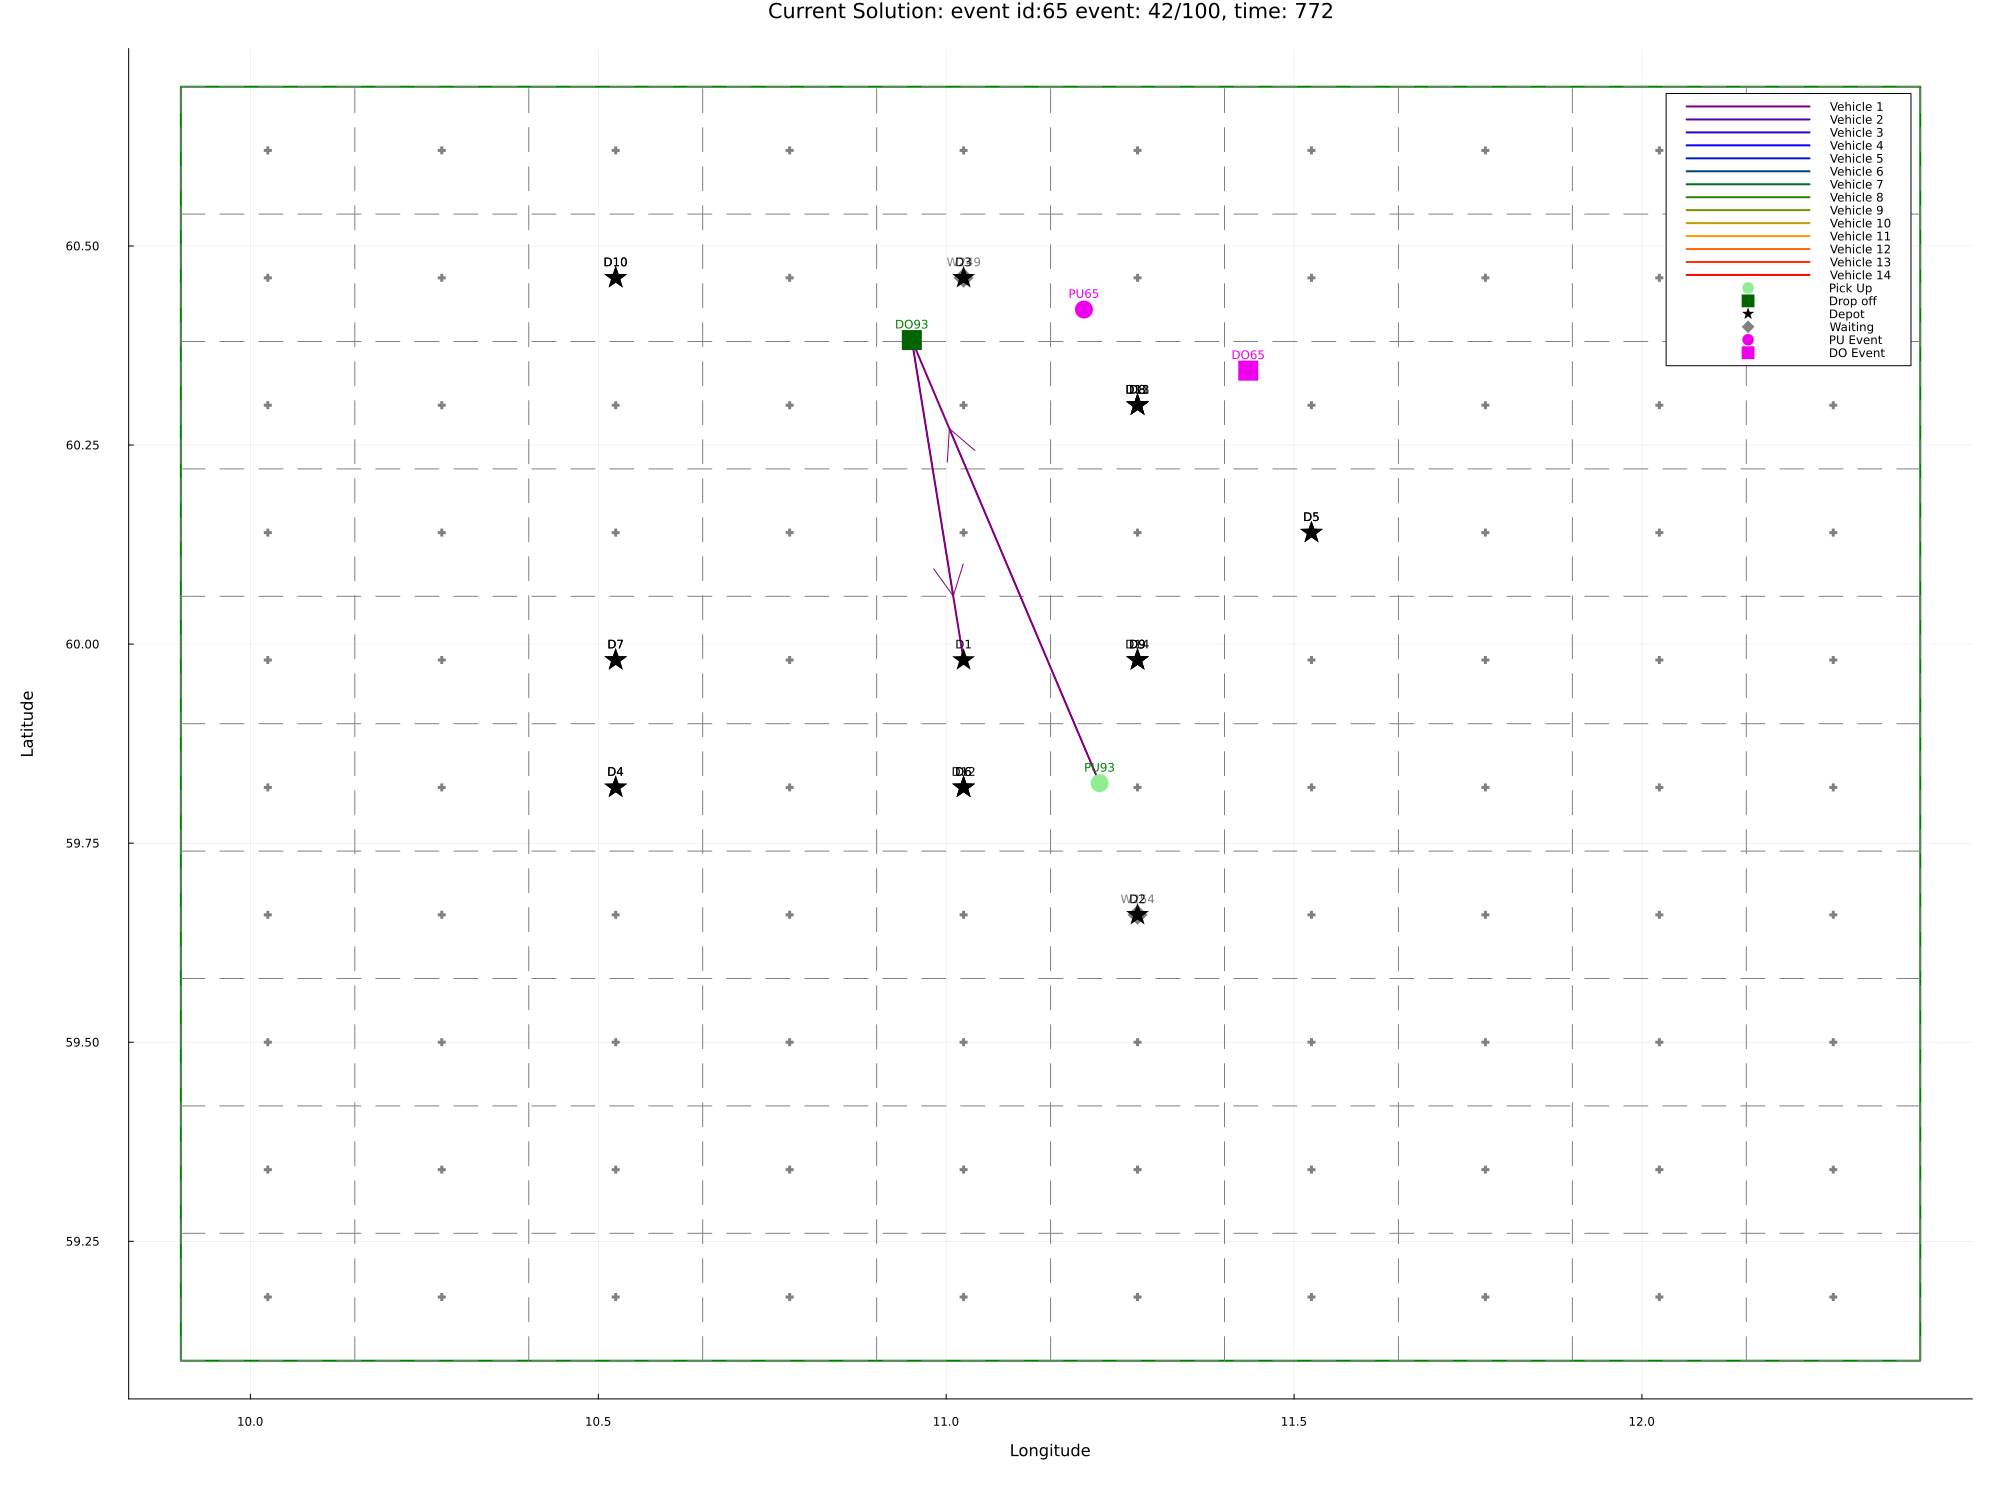 Current Solution: event id:65 event: 42/100, time: 772
Vehicle 1
Vehicle 2
Vehicle 3
Vehicle 4
Vehicle 5
Vehicle 6
Vehicle 7
Vehicle 8
Vehicle 9
Vehicle 10
Vehicle 11
Vehicle 12
Vehicle 13
Vehicle 14
Pick Up
Drop off
Depot
Waiting
PU Event
DO Event
60.50
D10
D3
PU65
DO93
DO65
60.25
D5
60.00
D7
D1
D9
PU93
D4
D6
59.75
D2
59.50
59.25
10.0
10.5
11.0
11.5
12.0
Longitude
Latitude